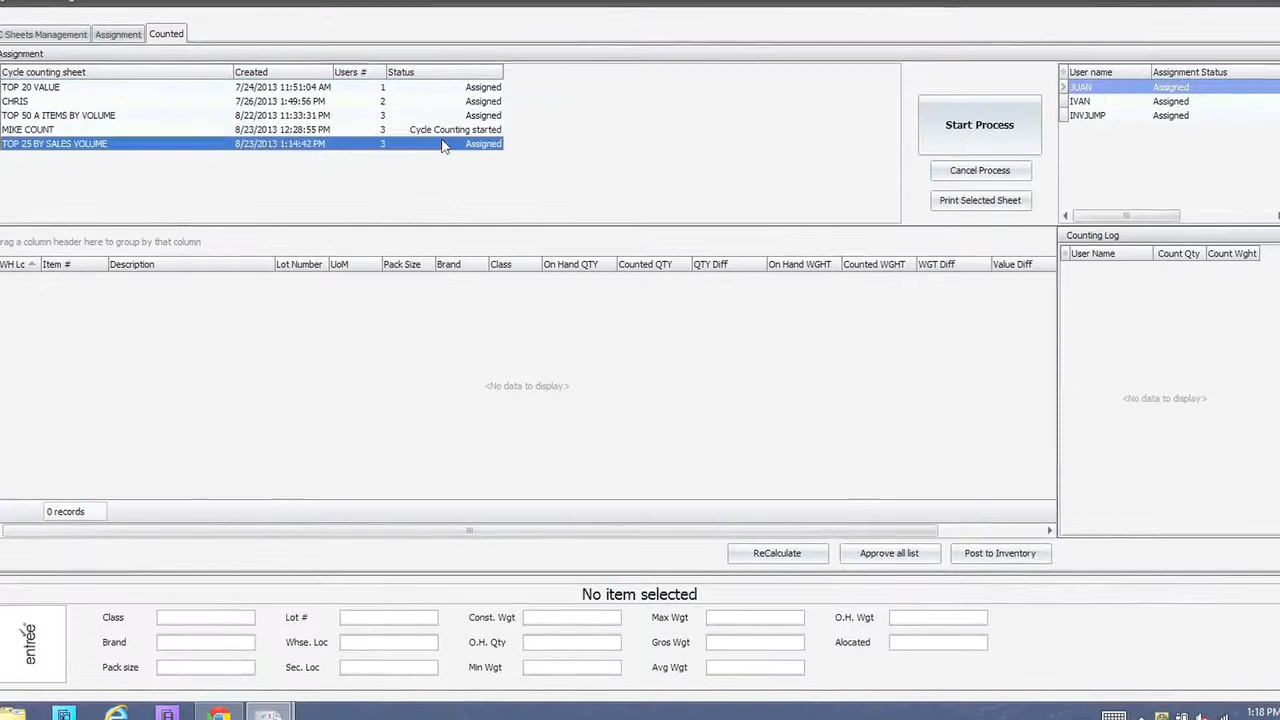 C Sheets Management Assignment Counted
Assignment
Cycle counting sheet Created Users # Status
TOP 20 VALUE 7/24/2013 11:51:04 AM 1 Assigned
CHRIS 7/26/2013 1:49:56 PM 2 Assigned
TOP 50 A ITEMS BY VOLUME 8/22/2013 11:33:31 PM 3 Assigned
MIKE COUNT 8/23/2013 12:28:55 PM 3 Cycle Counting started
TOP 25 BY SALES VOLUME 8/23/2013 1:14:42 PM 3 Assigned
Start Process
Cancel Process
Print Selected Sheet
User name Assignment Status
JUAN Assigned
IVAN Assigned
INVJUMP Assigned
rag a column header here to group by that column
WH Lc Item # Description Lot Number UoM Pack Size Brand Class On Hand QTY Counted QTY QTY Diff On Hand WGHT Counted WGHT WGT Diff Value Diff
<No data to display>
0 records
Counting Log
User Name Count Qty Count Wght
<No data to display>
ReCalculate Approve all list Post to Inventory
No item selected
entrée
Class Lot # Const. Wgt Max Wgt O.H. Wgt
Brand Whse. Loc O.H. Qty Gros Wgt Alocated
Pack size Sec. Loc Min Wgt Avg Wgt
1:18 PM